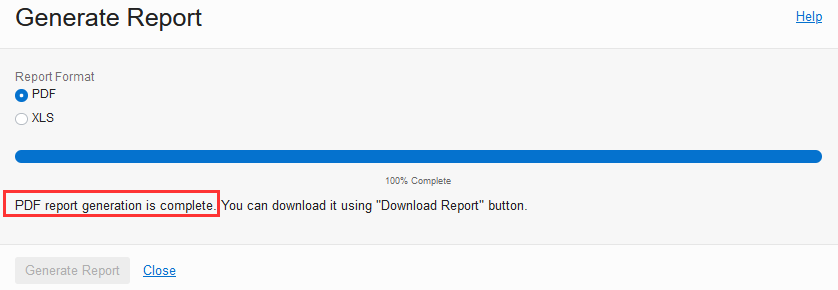 Generate Report
Help
Report Format
PDF
XLS
100% Complete
PDF report generation is complete. You can download it using "Download Report" button.
Generate Report
Close